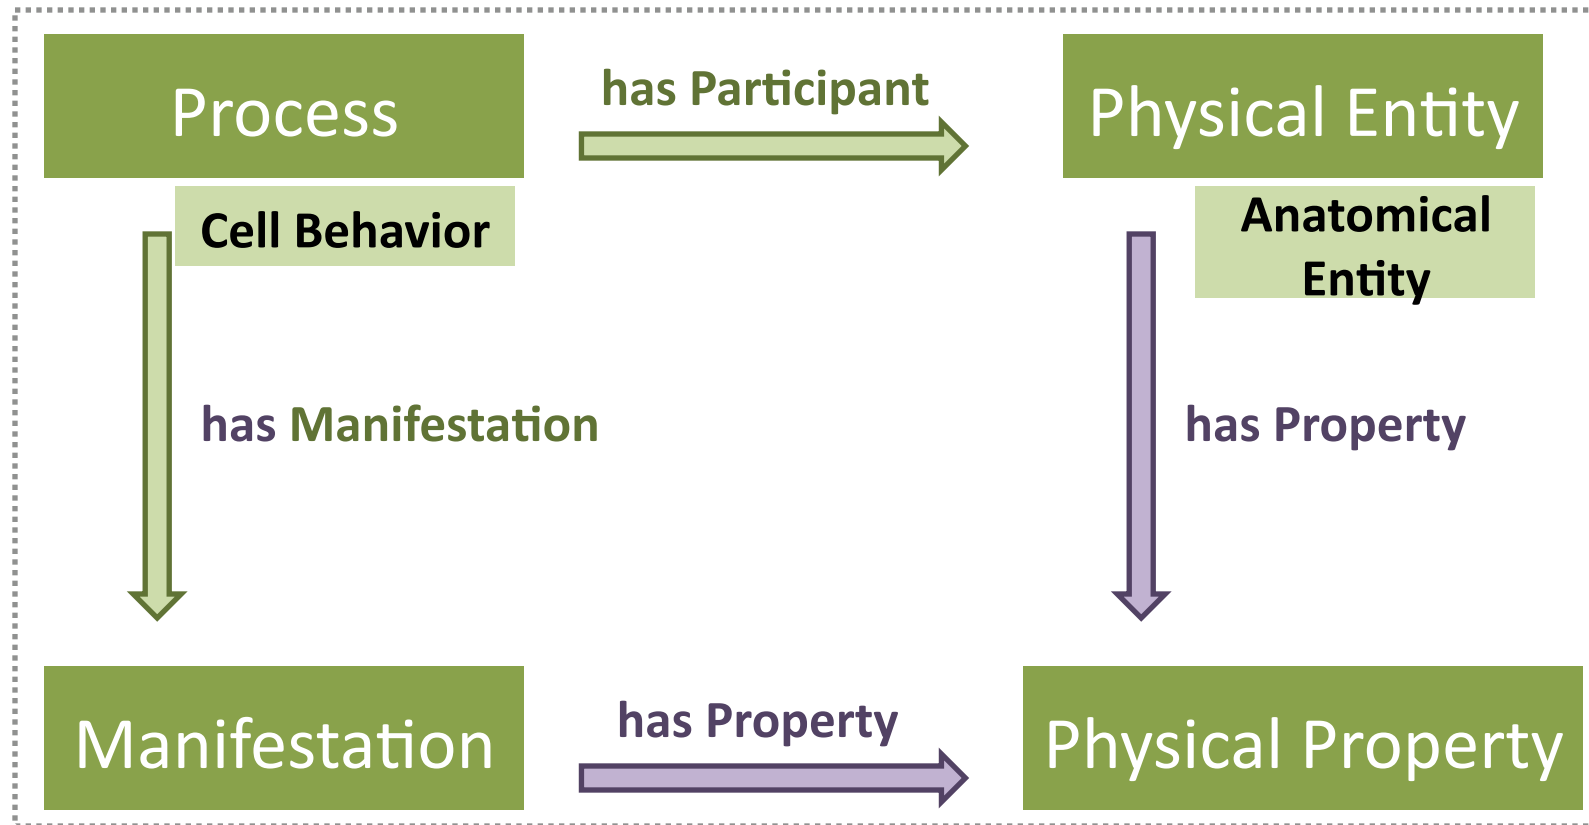 Process
has Participant
Physical Entity
Cell Behavior
Anatomical
Entity
has Manifestation
has Property
Manifestation
has Property
Physical Property